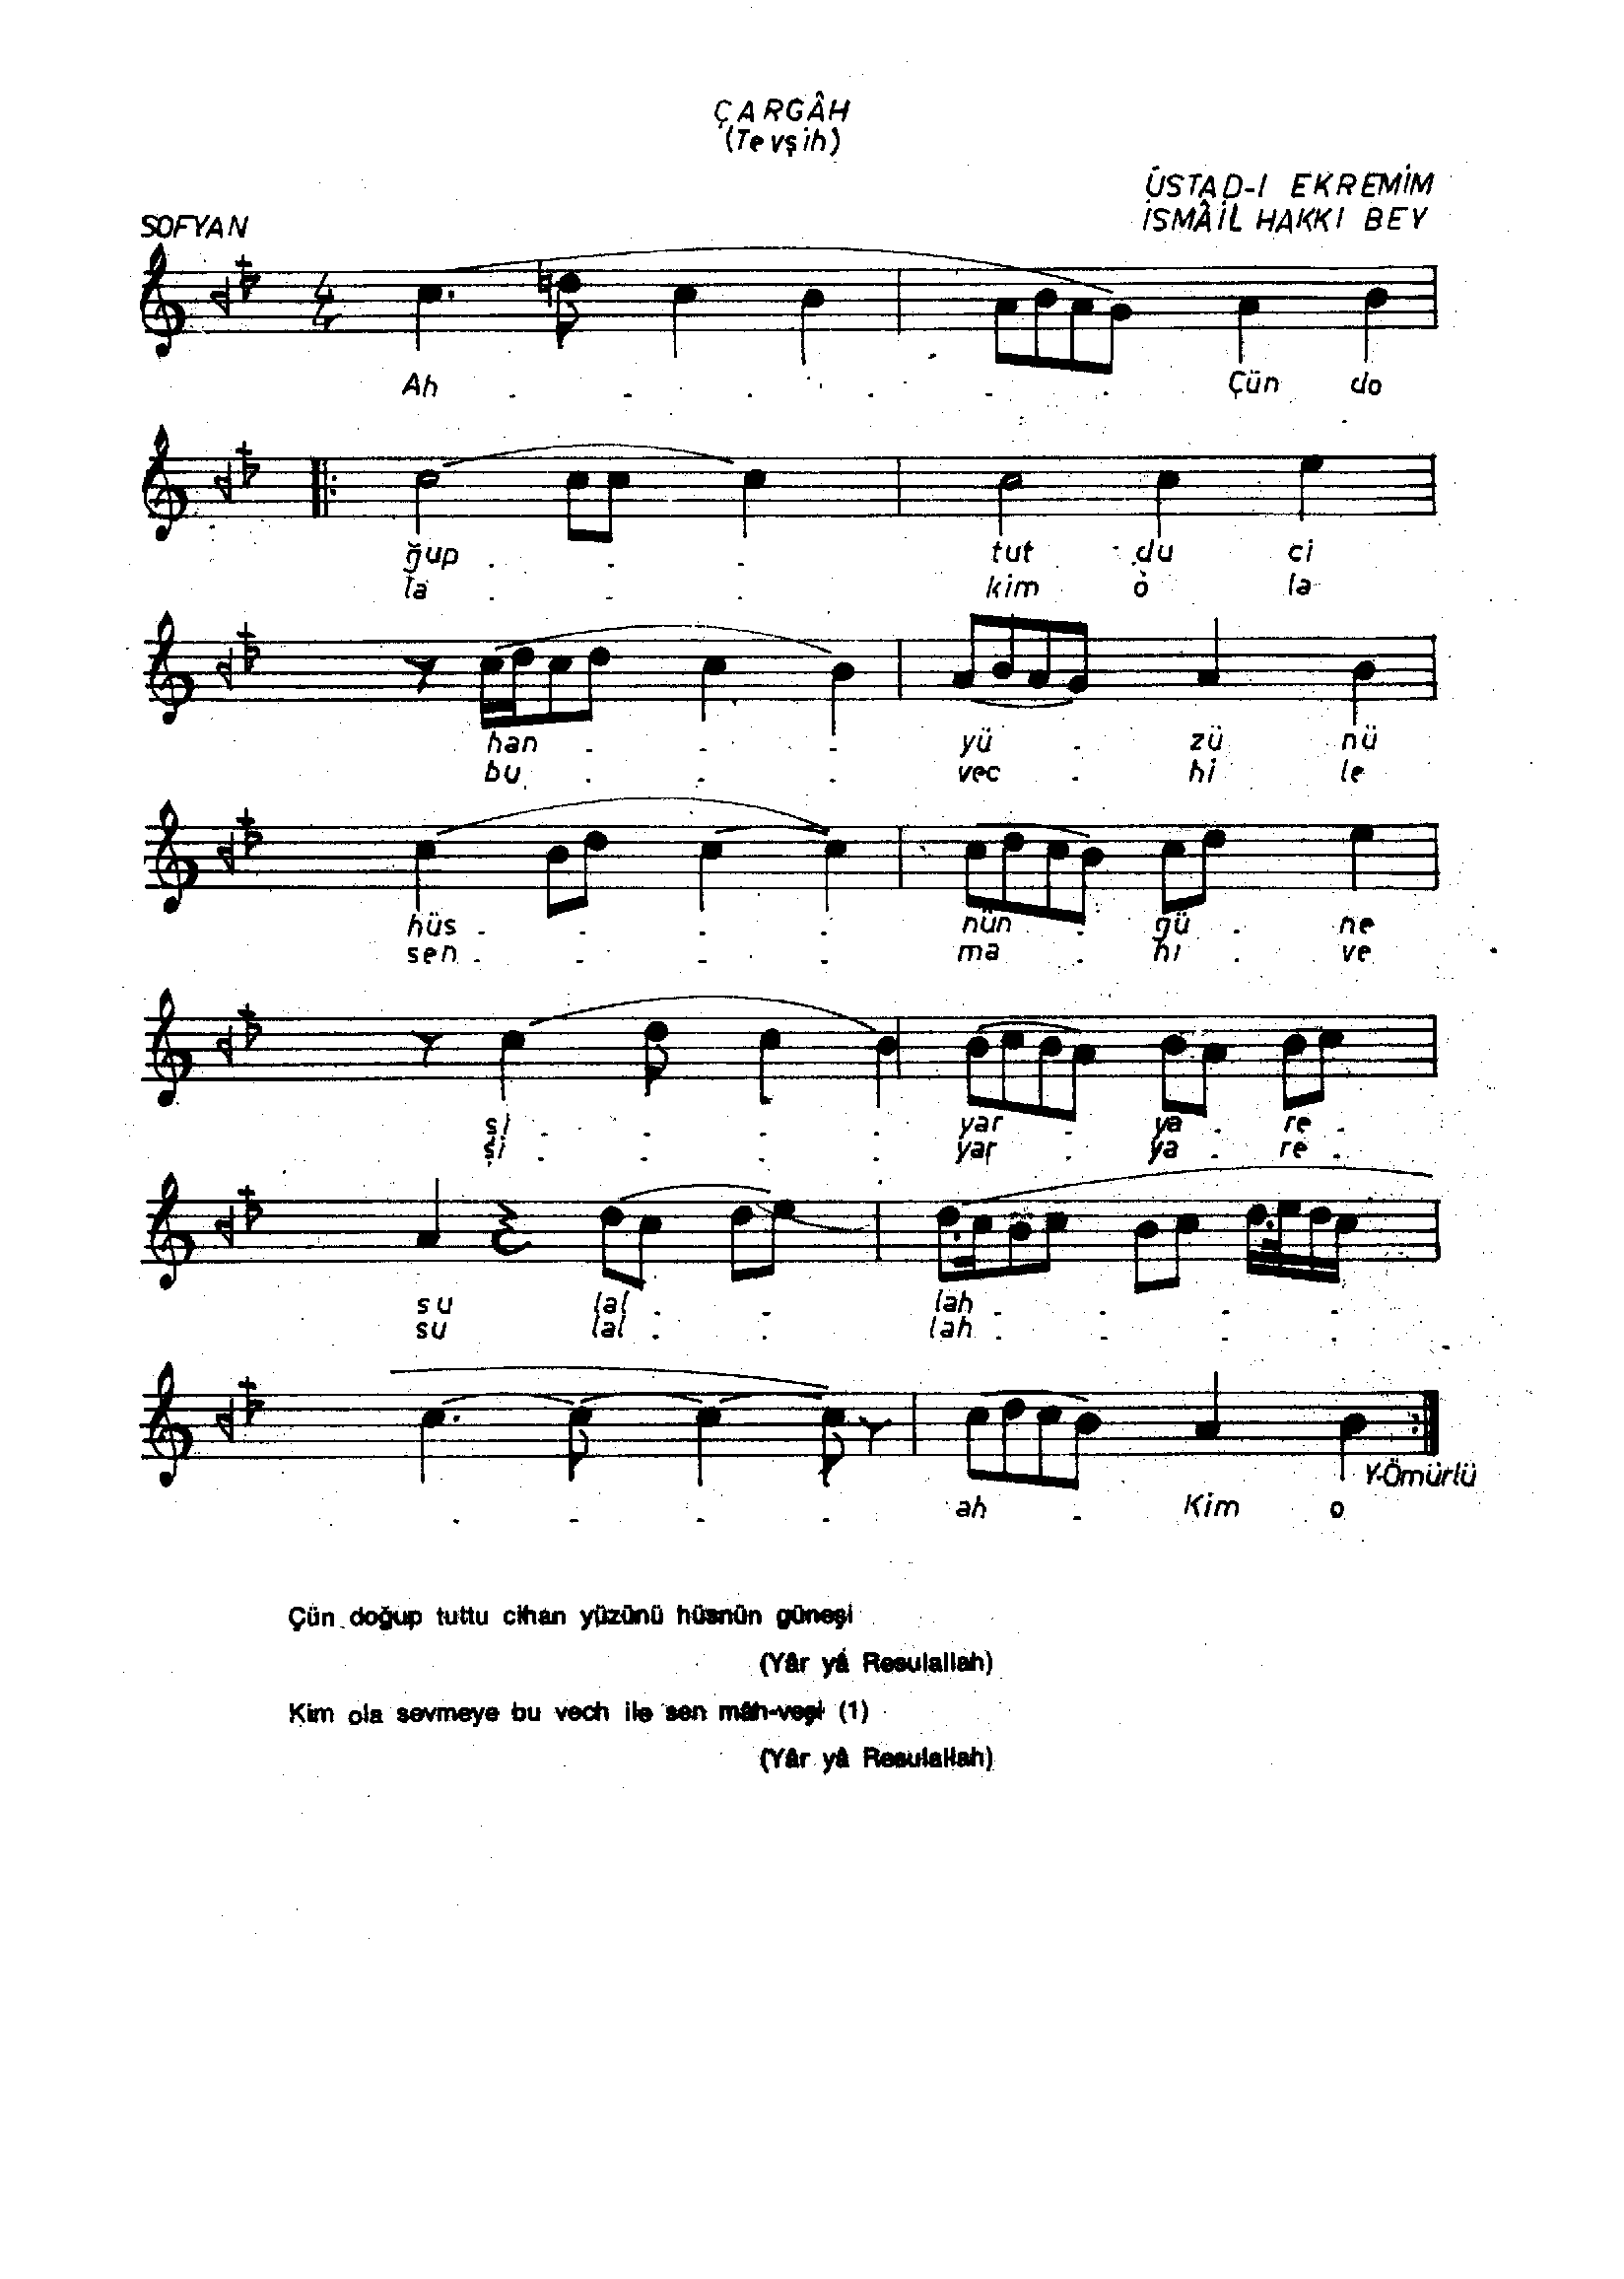 ÇARGÂH
(Tevşih)
ÜSTAD-I EKREMİM
İSMÂİL HAKKI BEY
SOFYAN
4
4
Ah . . . . . . Çün do
ğup . . . tut . du ci
la . . . kim o la
han . . . yü . zü nü
bu . . . vec . hi le
hüs . . . . nün . gü . ne
sen . . . . ma . hı . ve
şi . . . . yar . ya . re .
şi . . . . yar . ya . re .
su lal . . lah . . . .
su lal . . lah . . . .
Y-Ömürlü
. . . . ah . Kim o
Çün doğup tuttu cihan yüzünü hüsnün güneşi
(Yâr yâ Resulallah)
Kim ola sevmeye bu vech ile sen mâh-veşi (1)
(Yâr yâ Resulallah)